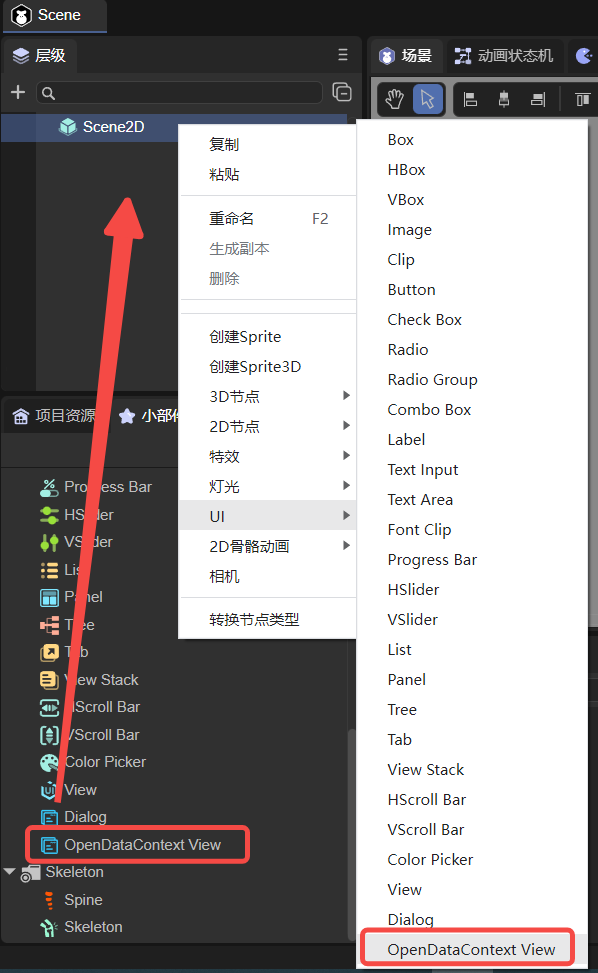 Scene
层级
场景
动画状态机
Scene2D
复制
粘贴
重命名 F2
生成副本
删除
创建Sprite
创建Sprite3D
3D节点
2D节点
特效
灯光
UI
2D骨骼动画
相机
转换节点类型
Box
HBox
VBox
Image
Clip
Button
Check Box
Radio
Radio Group
Combo Box
Label
Text Input
Text Area
Font Clip
Progress Bar
HSlider
VSlider
List
Panel
Tree
Tab
View Stack
HScroll Bar
VScroll Bar
Color Picker
View
Dialog
OpenDataContext View
项目资源
小部件
Progress Bar
HSlider
VSlider
List
Panel
Tree
Tab
View Stack
HScroll Bar
VScroll Bar
Color Picker
View
Dialog
OpenDataContext View
Skeleton
Spine
Skeleton